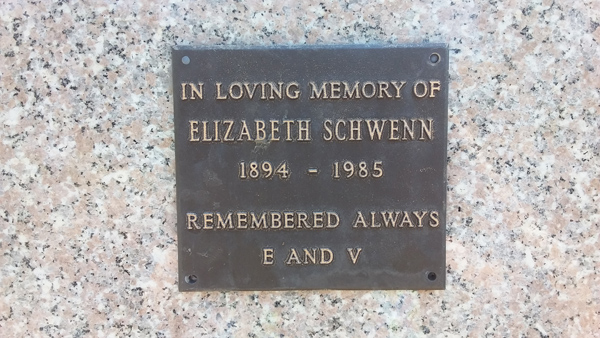 IN LOVING MEMORY OF
ELIZABETH SCHWENN
1894 - 1985
REMEMBERED ALWAYS
E AND V